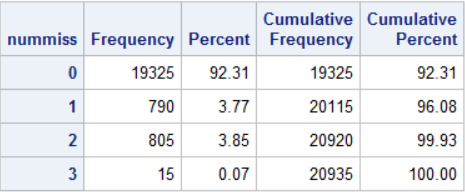 nummiss Frequency Percent Cumulative Frequency Cumulative Percent
0 19325 92.31 19325 92.31
1 790 3.77 20115 96.08
2 805 3.85 20920 99.93
3 15 0.07 20935 100.00